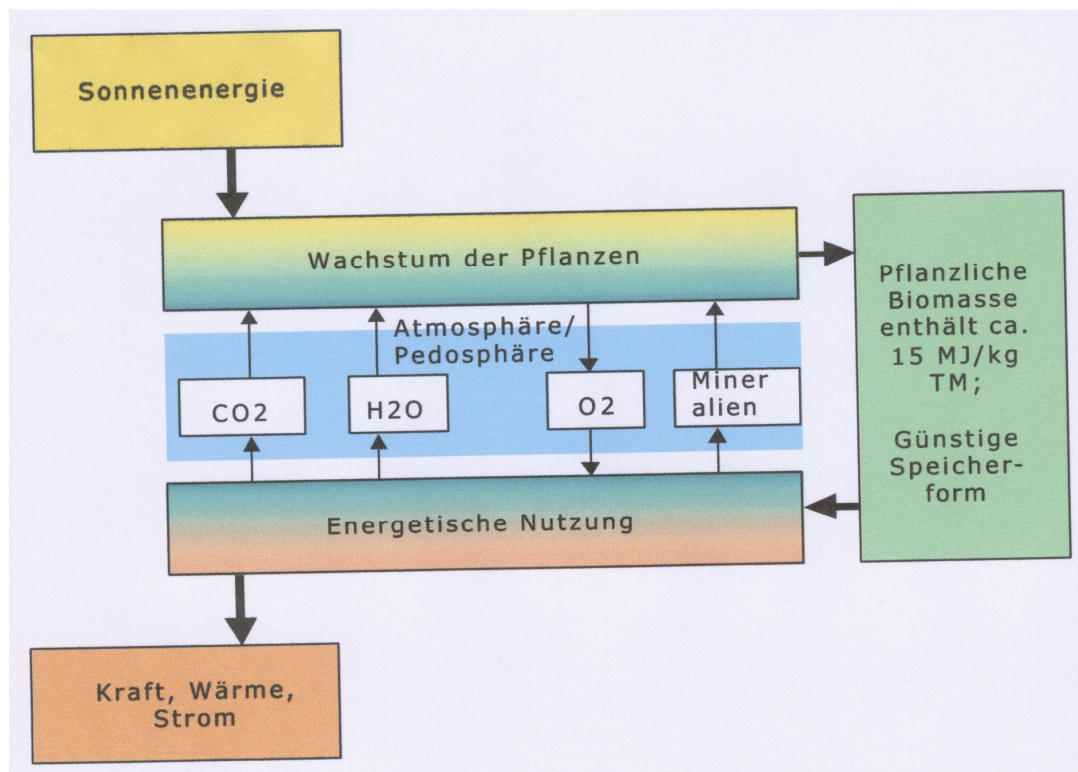 Sonnenenergie
Wachstum der Pflanzen
Atmosphäre/
Pedosphäre
CO2
H2O
O2
Miner
alien
Pflanzliche
Biomasse
enthält ca.
15 MJ/kg
TM;
Günstige
Speicher-
form
Energetische Nutzung
Kraft, Wärme,
Strom